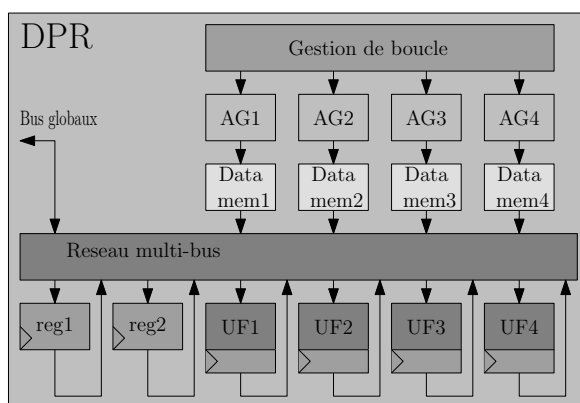 DPR
Gestion de boucle
Bus globaux
AG1
AG2
AG3
AG4
Data
mem1
Data
mem2
Data
mem3
Data
mem4
Reseau multi-bus
reg1
reg2
UF1
UF2
UF3
UF4